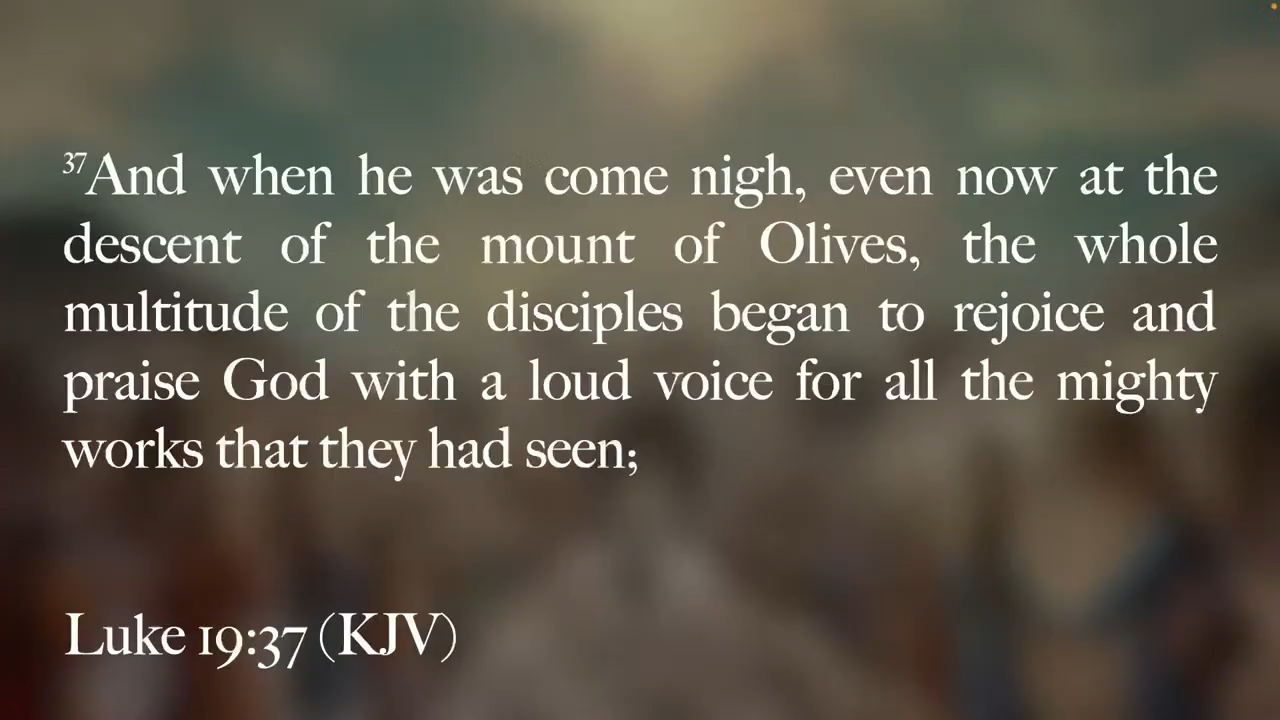 ³⁷And when he was come nigh, even now at the
descent of the mount of Olives, the whole
multitude of the disciples began to rejoice and
praise God with a loud voice for all the mighty
works that they had seen;
Luke 19:37 (KJV)